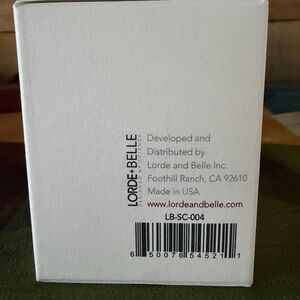 LORDE+BELLE
Developed and
Distributed by
Lorde and Belle Inc.
Foothill Ranch, CA 92610
Made in USA
www.lordeandbelle.com
LB-SC-004
6 50076 54521 1